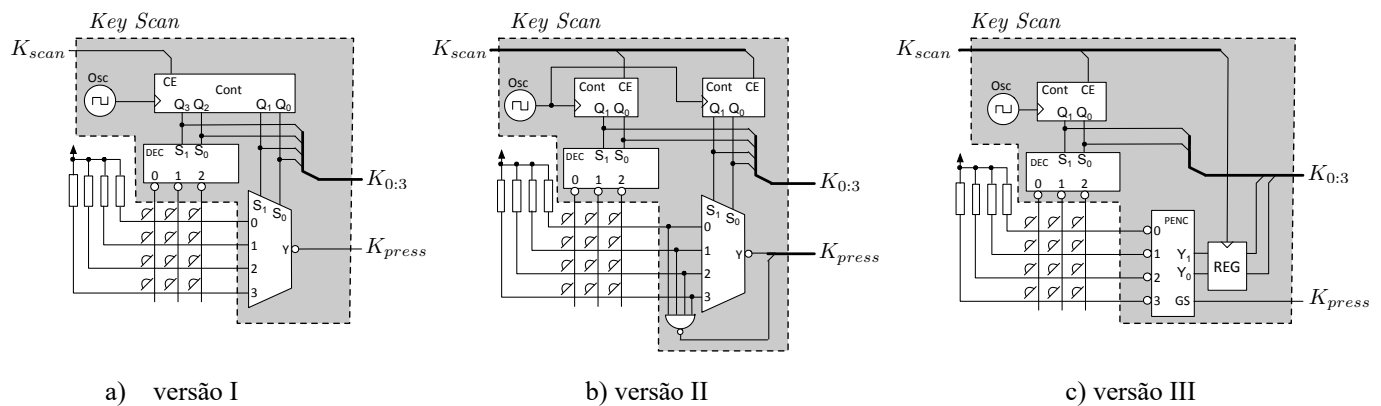 Key Scan
K_scan
CE
Osc
Cont
Q3 Q2 Q1 Q0
S1 S0
DEC
0 1 2
K_0:3
S1 S0
0
1
2
3
Y
K_press
a) versão I
Key Scan
K_scan
Osc
Cont CE
Q1 Q0
Cont CE
Q1 Q0
S1 S0
DEC
0 1 2
K_0:3
S1 S0
0
1
2
3
Y
K_press
b) versão II
Key Scan
K_scan
Osc
Cont CE
Q1 Q0
DEC S1 S0
0 1 2
K_0:3
PENC
0
1
2
3
Y1
Y0
GS
REG
K_press
c) versão III